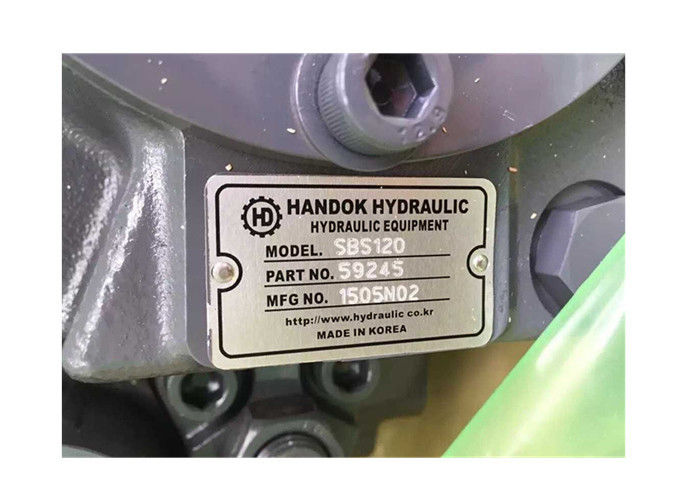 HD HANDOK HYDRAULIC
HYDRAULIC EQUIPMENT
MODEL. SBS120
PART NO. 59245
MFG NO. 1505N02
http://www.hydraulic.co.kr
MADE IN KOREA